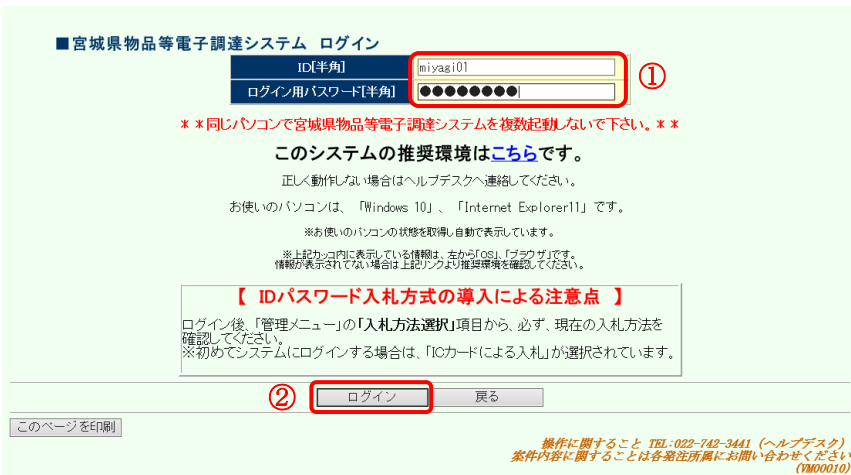 ■宮城県物品等電子調達システム ログイン
ID[半角] miyagi01 ①
ログイン用パスワード[半角] ●●●●●●●●
＊＊同じパソコンで宮城県物品等電子調達システムを複数起動しないで下さい。＊＊
このシステムの推奨環境はこちらです。
正しく動作しない場合はヘルプデスクへ連絡してください。
お使いのパソコンは、「Windows 10」、「Internet Explorer11」です。
※お使いのパソコンの状態を取得し自動で表示しています。
※上記カッコ内に表示している情報は、左から「OS」、「ブラウザ」です。
情報が表示されてない場合は上記リンクより推奨環境を確認してください。
【 IDパスワード入札方式の導入による注意点 】
ログイン後、「管理メニュー」の「入札方法選択」項目から、必ず、現在の入札方法を
確認してください。
※初めてシステムにログインする場合は、「ICカードによる入札」が選択されています。
② ログイン 戻る
このページを印刷
操作に関すること TEL:022-742-3441 (ヘルプデスク)
案件内容に関することは各発注所属にお問い合わせください
(VM00010)